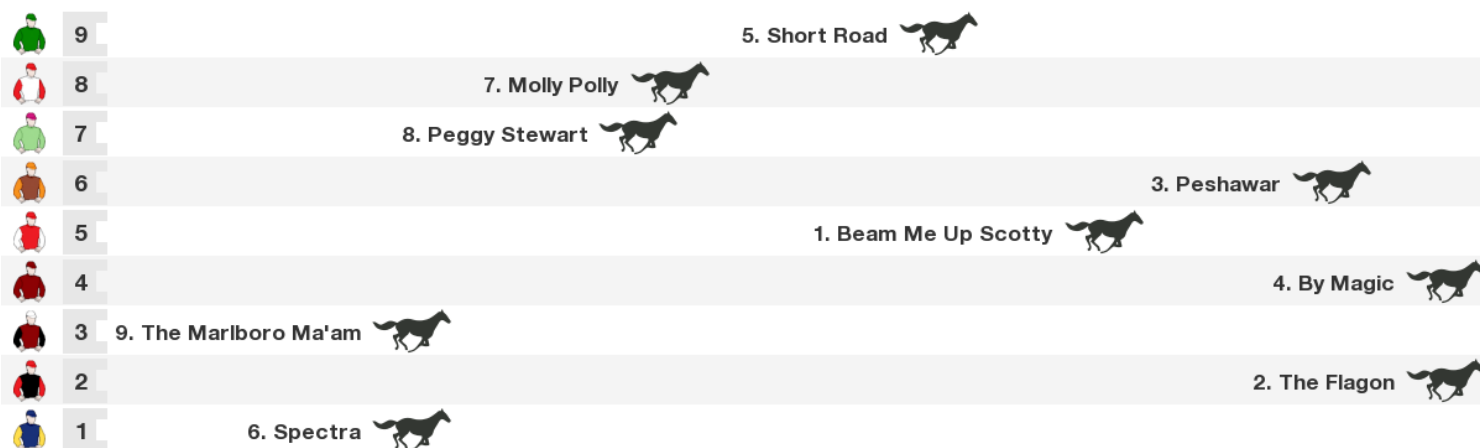 9 5. Short Road
8 7. Molly Polly
7 8. Peggy Stewart
6 3. Peshawar
5 1. Beam Me Up Scotty
4 4. By Magic
3 9. The Marlboro Ma'am
2 2. The Flagon
1 6. Spectra